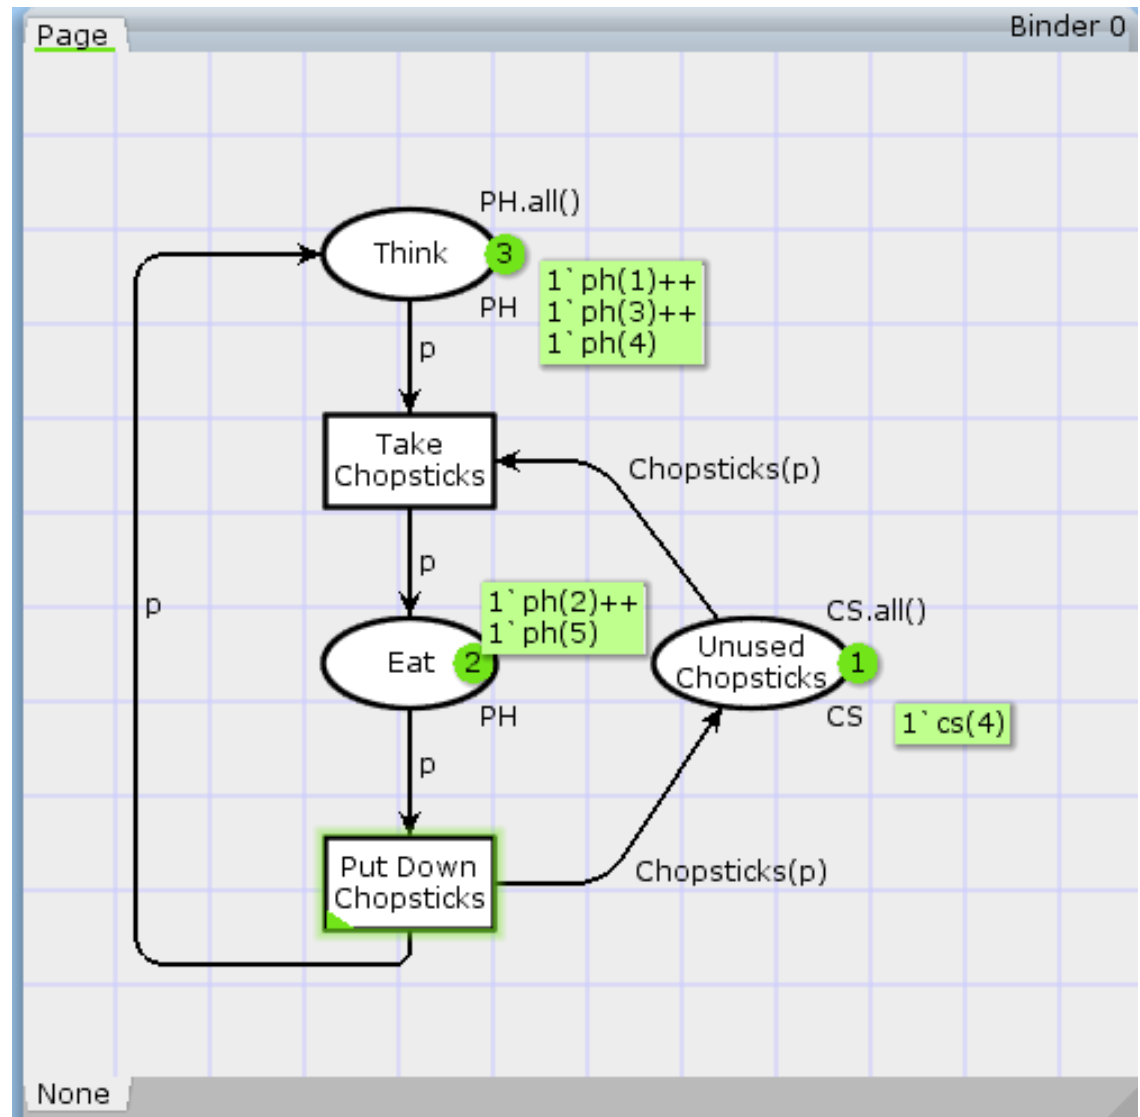 Page
Binder 0
PH.all()
Think
3
PH
1`ph(1)++
1`ph(3)++
1`ph(4)
p
Take
Chopsticks
Chopsticks(p)
p
p
1`ph(2)++
1`ph(5)
Eat
2
PH
CS.all()
Unused
Chopsticks
1
CS
1`cs(4)
p
Put Down
Chopsticks
Chopsticks(p)
None